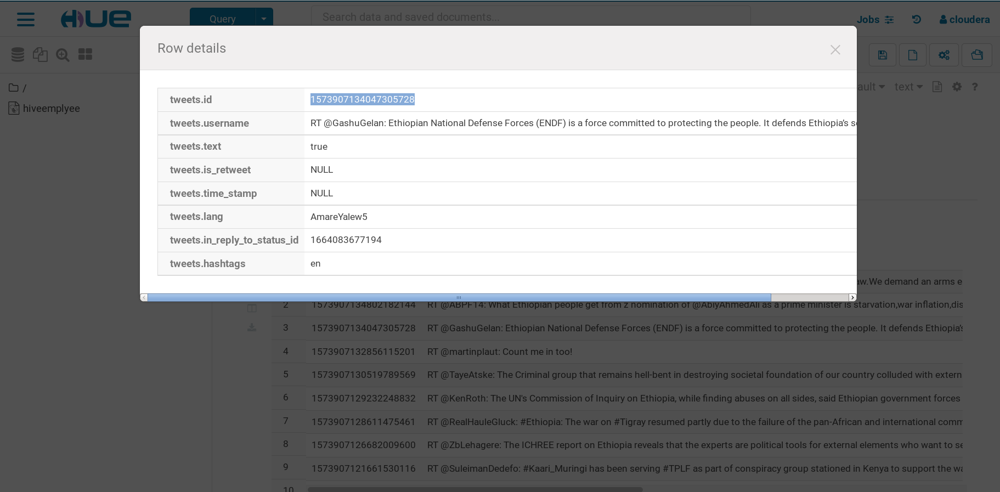 HUE
Query
Search data and saved documents...
Jobs
cloudera
Row details
/
hiveemplyee
ault
text
?
tweets.id 1573907134047305728
tweets.username RT @GashuGelan: Ethiopian National Defense Forces (ENDF) is a force committed to protecting the people. It defends Ethiopia’s
tweets.text true
tweets.is_retweet NULL
tweets.time_stamp NULL
tweets.lang AmareYalew5
tweets.in_reply_to_status_id 1664083677194
tweets.hashtags en
aw.We demand an arms e
2 1573907134802182144 RT @ABPF14: What Ethiopian people get from z nomination of @AbiyAhmedAli as a prime minister is starvation,war inflation,dis
3 1573907134047305728 RT @GashuGelan: Ethiopian National Defense Forces (ENDF) is a force committed to protecting the people. It defends Ethiopia’s
4 1573907132856115201 RT @martinplaut: Count me in too!
5 1573907130519789569 RT @TayeAtske: The Criminal group that remains hell-bent in destroying societal foundation of our country colluded with extern
6 1573907129232248832 RT @KenRoth: The UN's Commission of Inquiry on Ethiopia, while finding abuses on all sides, said Ethiopian government forces
7 1573907128611475461 RT @RealHauleGluck: #Ethiopia: The war on #Tigray resumed partly due to the failure of the pan-African and international comm
8 1573907126682009600 RT @ZbLehagere: The ICHREE report on Ethiopia reveals that the experts are political tools for external elements who want to se
9 1573907121661530116 RT @SuleimanDedefo: #Kaari_Muringi has been serving #TPLF as part of conspiracy group stationed in Kenya to support the wa
10